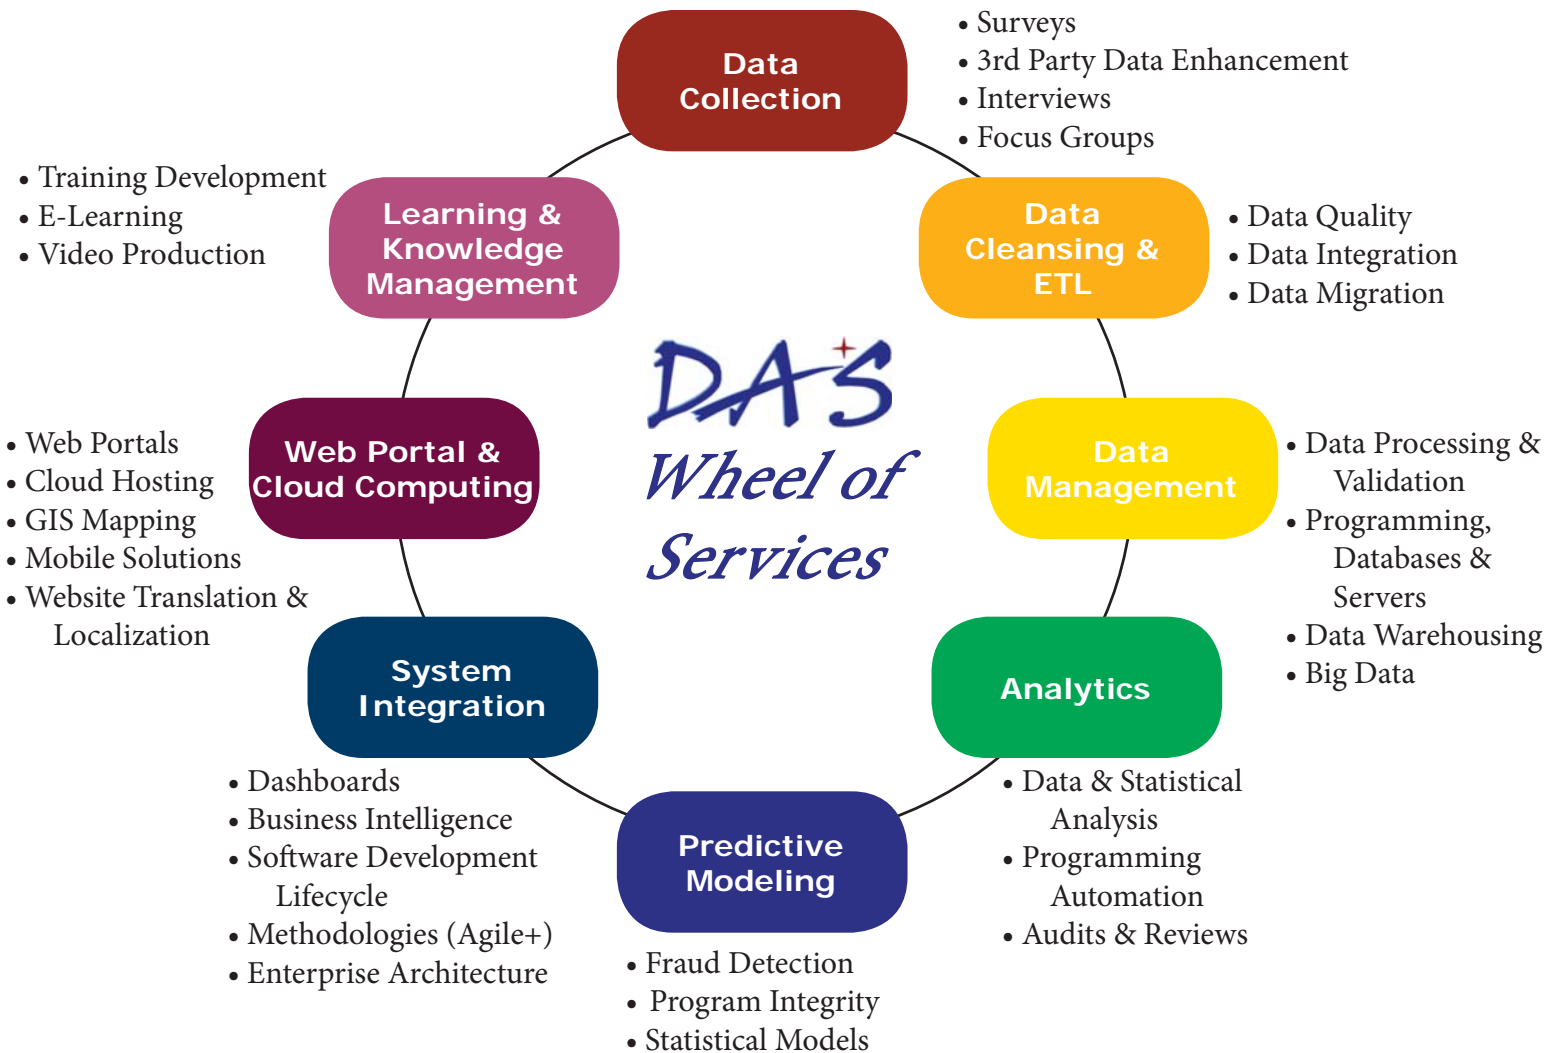 Data
Collection
• Surveys
• 3rd Party Data Enhancement
• Interviews
• Focus Groups
Data
Cleansing &
ETL
• Data Quality
• Data Integration
• Data Migration
Data
Management
• Data Processing &
Validation
• Programming,
Databases &
Servers
• Data Warehousing
• Big Data
Analytics
• Data & Statistical
Analysis
• Programming
Automation
• Audits & Reviews
Predictive
Modeling
• Fraud Detection
• Program Integrity
• Statistical Models
System
Integration
• Dashboards
• Business Intelligence
• Software Development
Lifecycle
• Methodologies (Agile+)
• Enterprise Architecture
Web Portal &
Cloud Computing
• Web Portals
• Cloud Hosting
• GIS Mapping
• Mobile Solutions
• Website Translation &
Localization
Learning &
Knowledge
Management
• Training Development
• E-Learning
• Video Production
DAS
Wheel of
Services